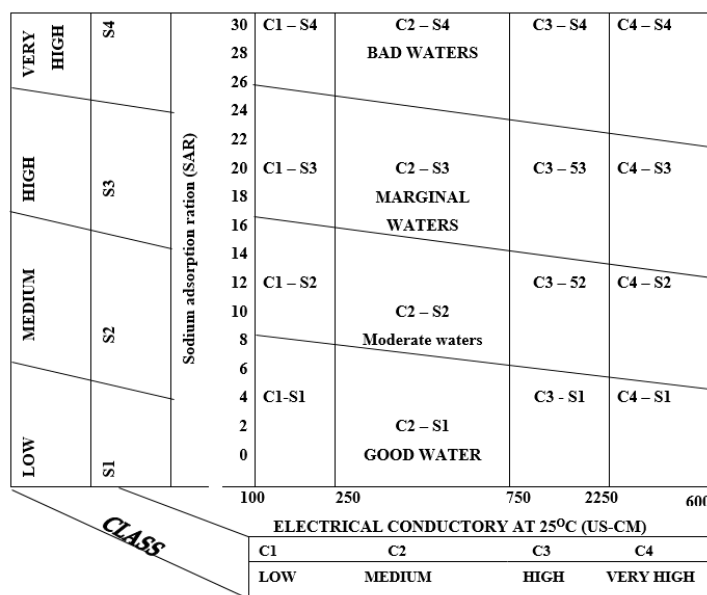 30 C1 – S4 C2 – S4 C3 – S4 C4 – S4
28 BAD WATERS
26
24
22
20 C1 – S3 C2 – S3 C3 – 53 C4 – S3
18 MARGINAL
16 WATERS
14
12 C1 – S2 C3 – 52 C4 – S2
10 C2 – S2
8 Moderate waters
6
4 C1-S1 C3 - S1 C4 – S1
2 C2 – S1
0 GOOD WATER
VERY HIGH
S4
HIGH
S3
MEDIUM
S2
LOW
S1
Sodium adsorption ration (SAR)
100 250 750 2250 600
ELECTRICAL CONDUCTORY AT 25OC (US-CM)
CLASS
C1 C2 C3 C4
LOW MEDIUM HIGH VERY HIGH